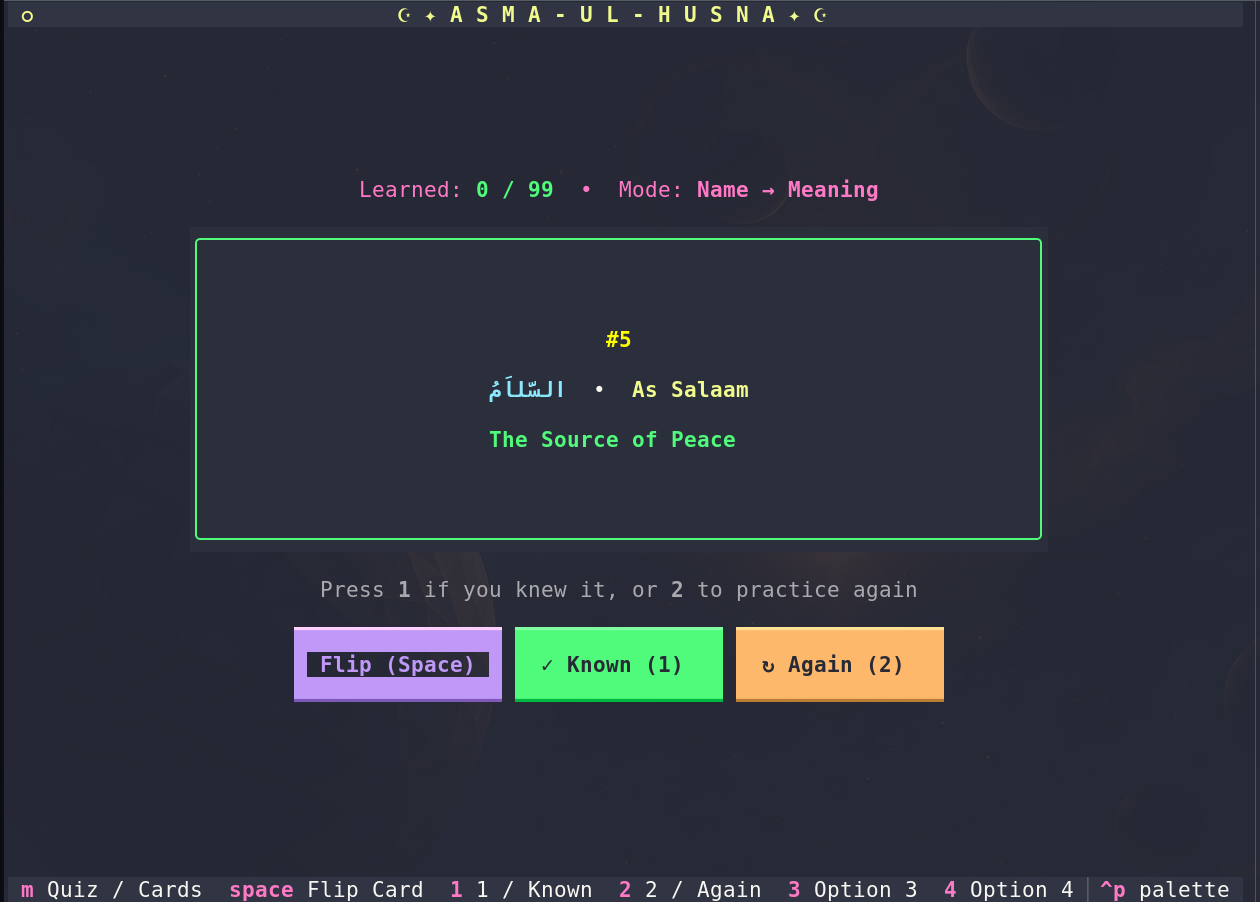 ☪ ✦ A S M A - U L - H U S N A ✦ ☪
Learned: 0 / 99 • Mode: Name → Meaning
#5
السّلَامُ • As Salaam
The Source of Peace
Press 1 if you knew it, or 2 to practice again
Flip (Space) ✓ Known (1) ↻ Again (2)
m Quiz / Cards space Flip Card 1 1 / Known 2 2 / Again 3 Option 3 4 Option 4 ^p palette